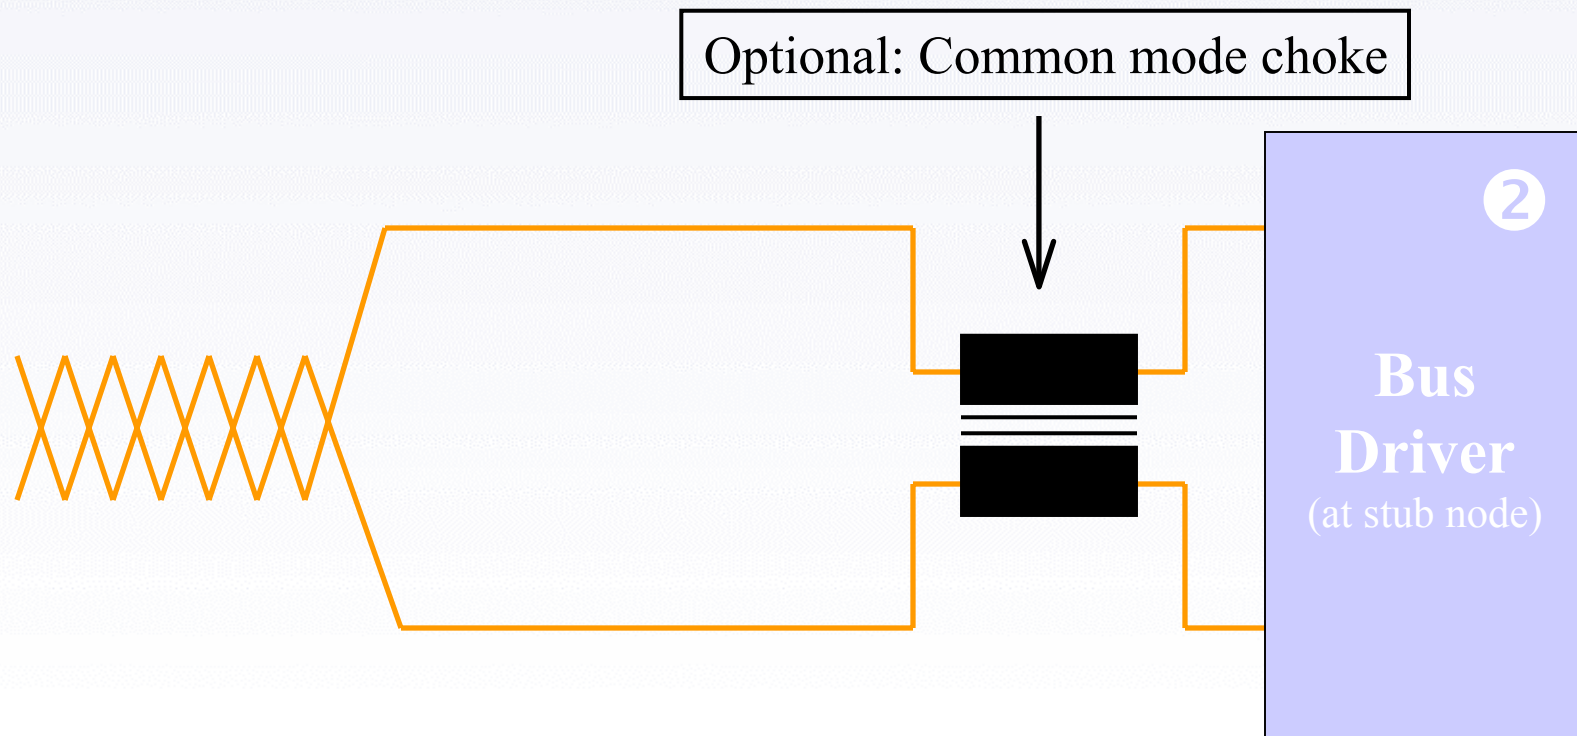 Optional: Common mode choke
❷
Bus
Driver
(at stub node)